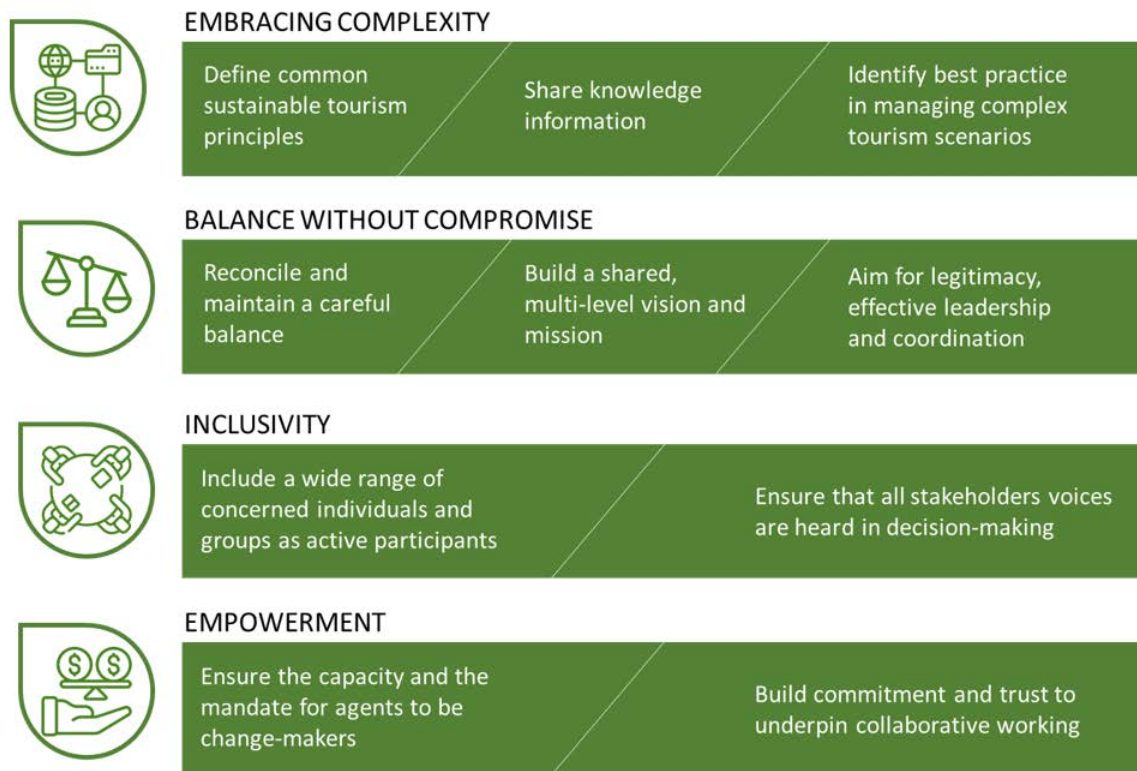 EMBRACING COMPLEXITY
Define common
sustainable tourism
principles
Share knowledge
information
Identify best practice
in managing complex
tourism scenarios
BALANCE WITHOUT COMPROMISE
Reconcile and
maintain a careful
balance
Build a shared,
multi-level vision and
mission
Aim for legitimacy,
effective leadership
and coordination
INCLUSIVITY
Include a wide range of
concerned individuals and
groups as active participants
Ensure that all stakeholders voices
are heard in decision-making
EMPOWERMENT
$ $
Ensure the capacity and the
mandate for agents to be
change-makers
Build commitment and trust to
underpin collaborative working